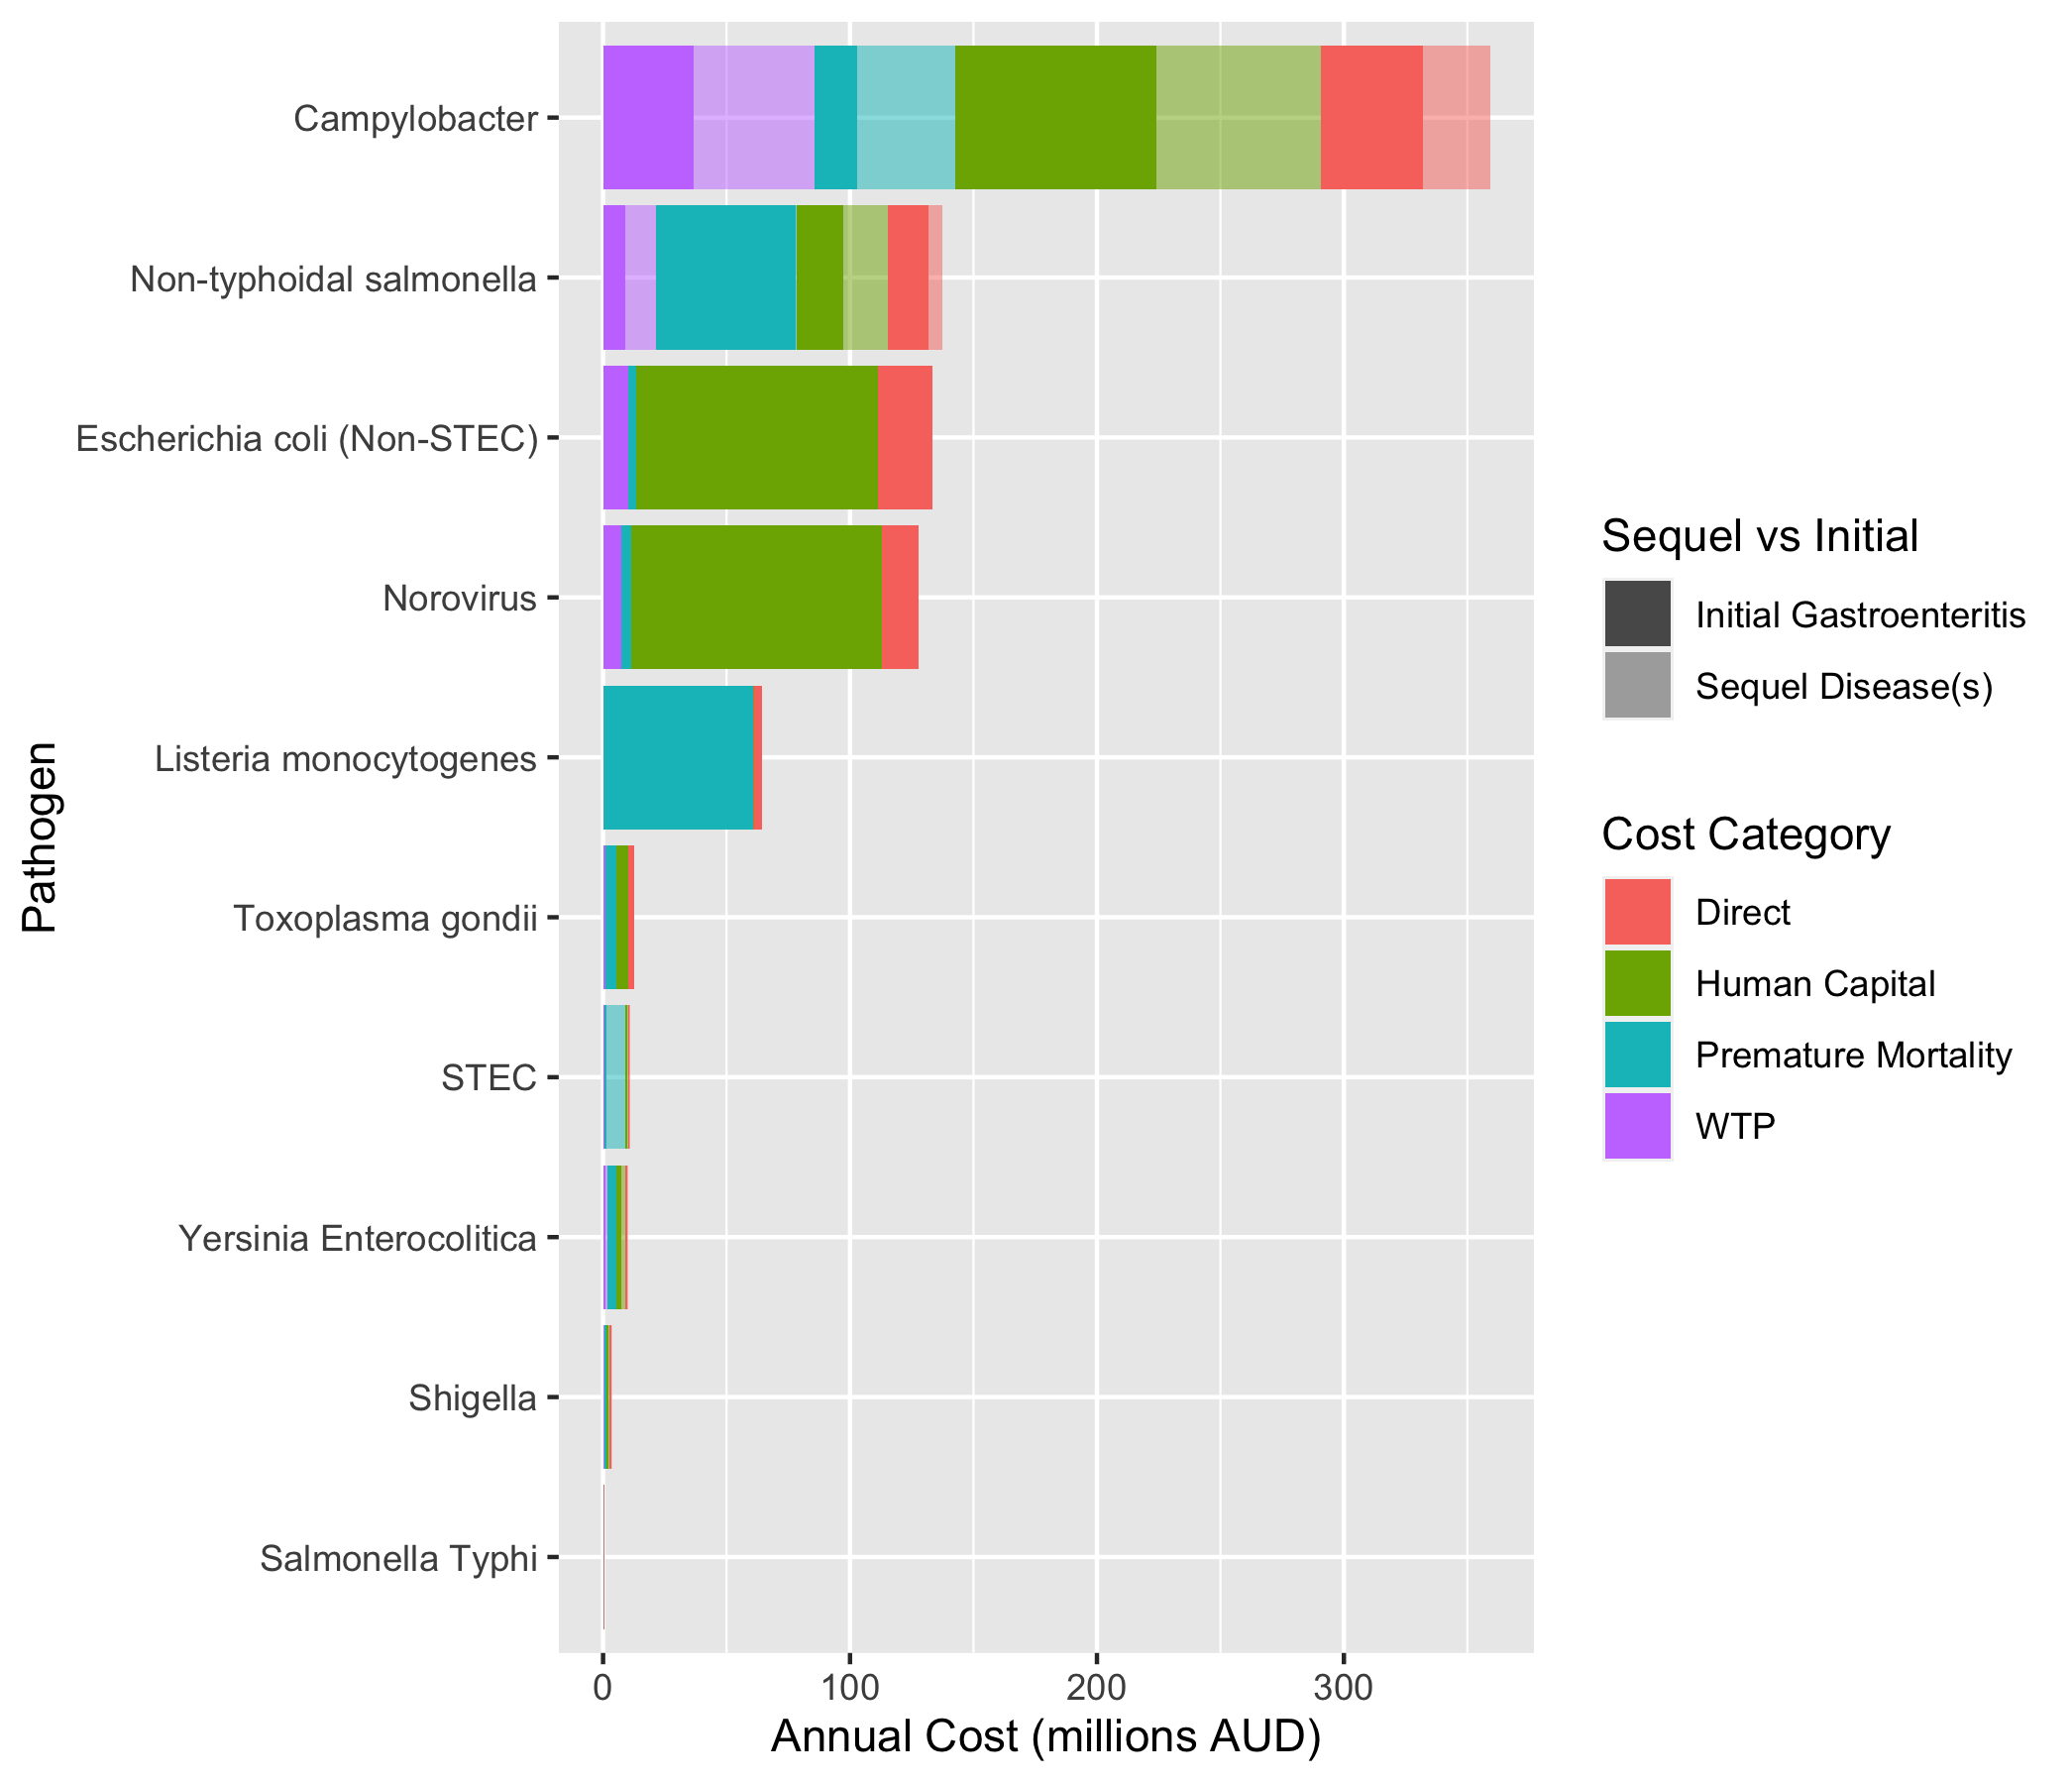 Campylobacter
Non-typhoidal salmonella
Escherichia coli (Non-STEC)
Norovirus
Listeria monocytogenes
Toxoplasma gondii
STEC
Yersinia Enterocolitica
Shigella
Salmonella Typhi
Pathogen
0 100 200 300
Annual Cost (millions AUD)
Sequel vs Initial
Initial Gastroenteritis
Sequel Disease(s)
Cost Category
Direct
Human Capital
Premature Mortality
WTP